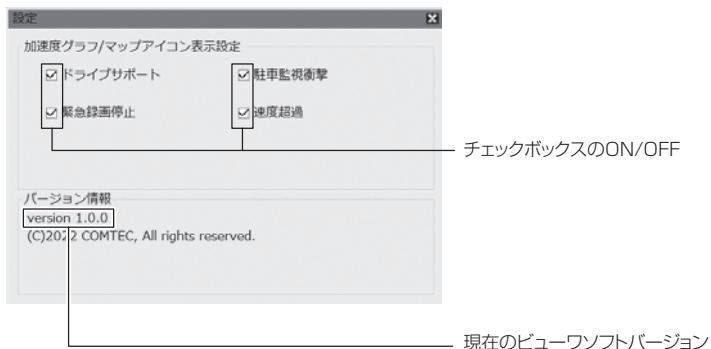 設定
加速度グラフ/マップアイコン表示設定
ドライブサポート
駐車監視衝撃
緊急録画停止
速度超過
チェックボックスのON/OFF
バージョン情報
version 1.0.0
(C)2022 COMTEC, All rights reserved.
現在のビューワソフトバージョン